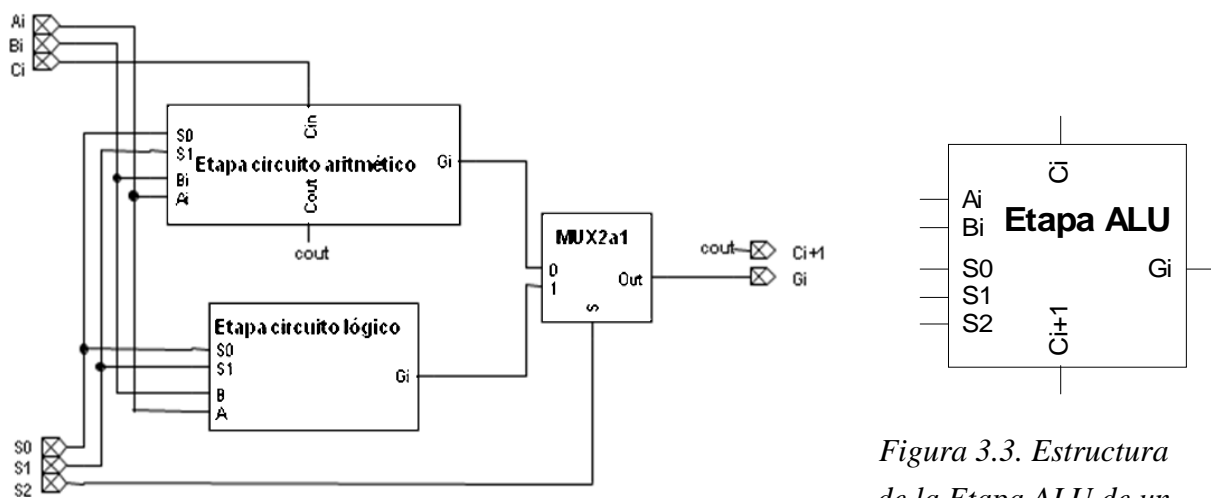 Ai
Bi
Ci
Cin
S0
S1
Etapa circuito aritmético
Gi
Bi
Ai
Cout
cout
MUX2a1
0
1
Out
S
cout
Ci+1
Gi
Etapa circuito lógico
S0
S1
Gi
B
A
S0
S1
S2
Ci
Ai
Bi
Etapa ALU
S0
Gi
S1
S2
Ci+1
Figura 3.3. Estructura
de la Etapa ALU de un